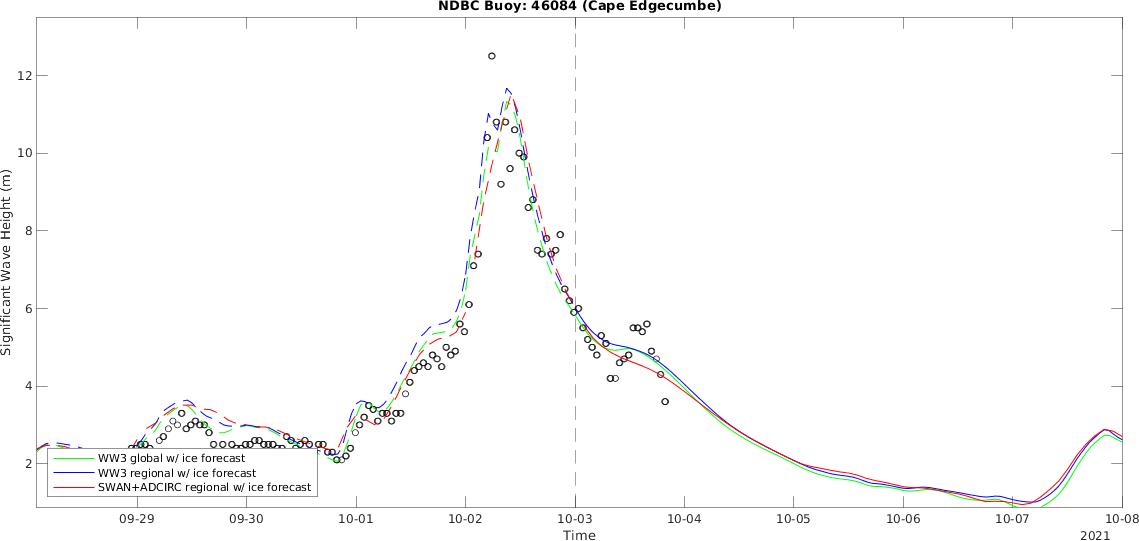 NDBC Buoy: 46084 (Cape Edgecumbe)
Significant Wave Height (m)
12
10
8
6
4
2
WW3 global w/ ice forecast
WW3 regional w/ ice forecast
SWAN+ADCIRC regional w/ ice forecast
09-29 09-30 10-01 10-02 10-03 10-04 10-05 10-06 10-07 10-08
Time
2021